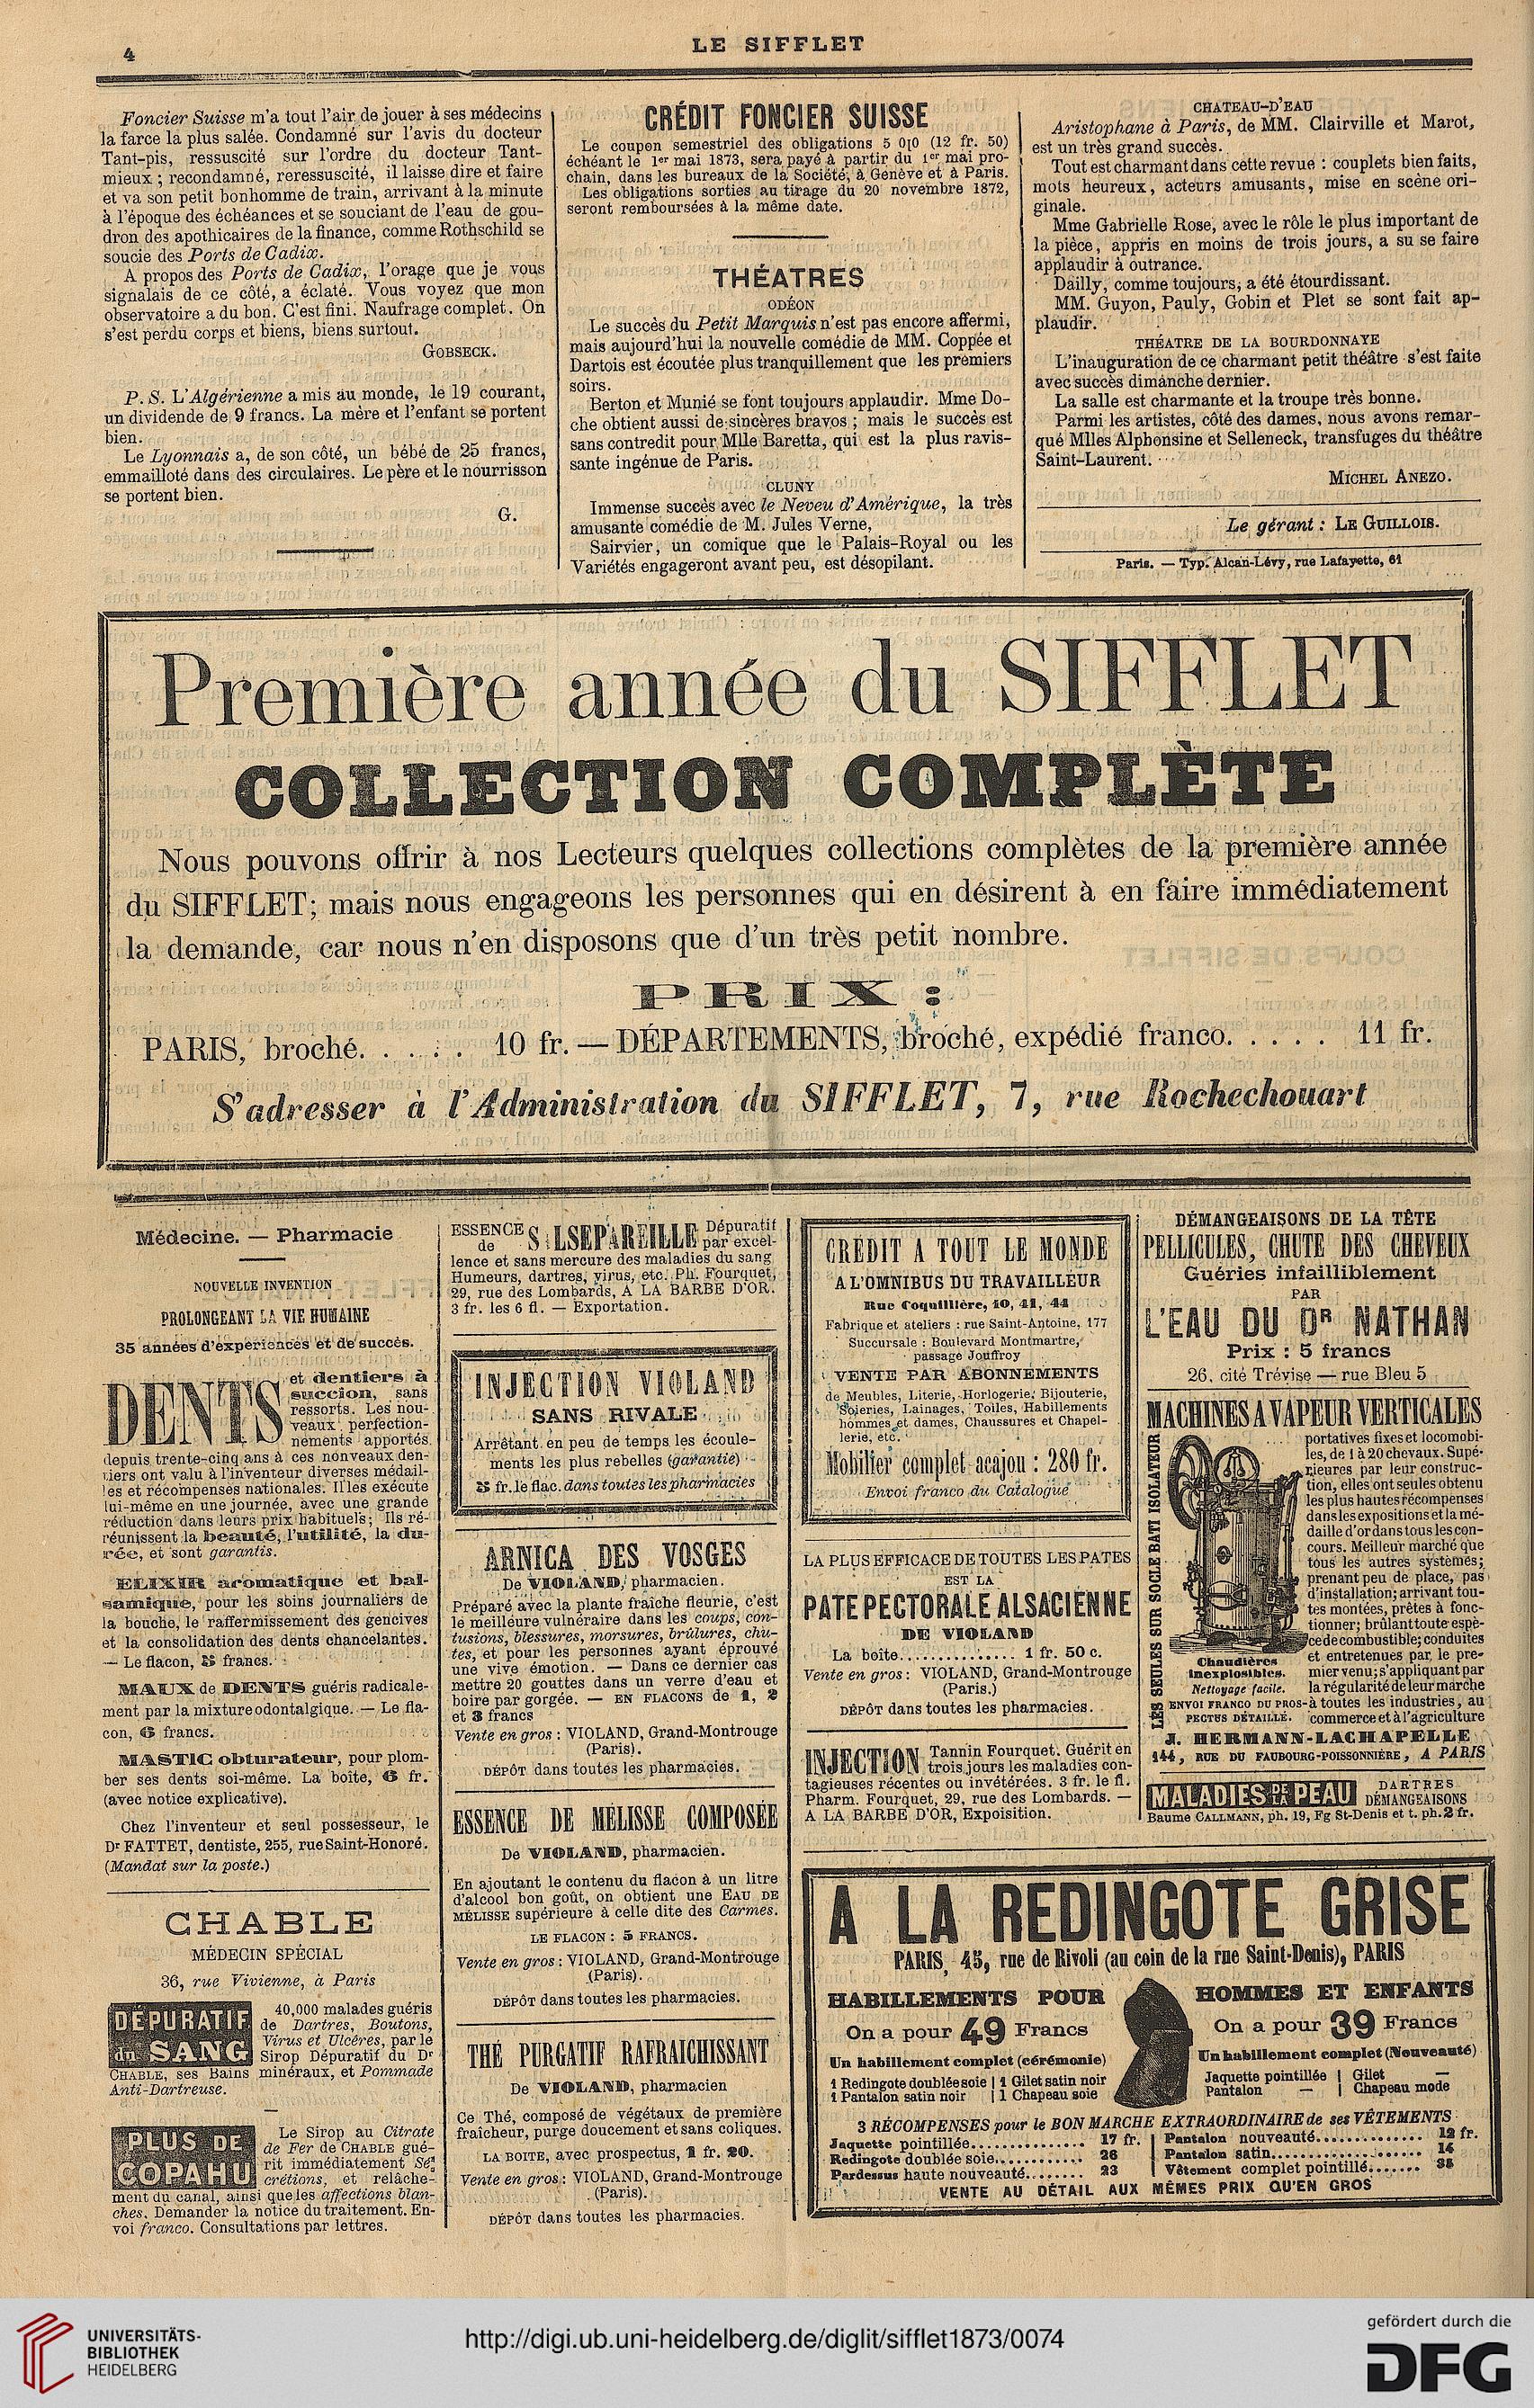 4
LE SIFFLET
Foncier Suisse m'a tout l'air de jouer à ses médecins
la farce la plus salée. Condamné sur l'avis du docteur
Tant-pis, ressuscité sur l'ordre du docteur Tant-
mieux ; recondamné, reressuscité, il laisse dire et faire
et va son petit bonhomme de train, arrivant à la minute
à l'époque des échéances et se souciant de l'eau de gou-
dron des apothicaires de la finance, comme Rothschild se
soucie des Ports de Cadix.
A propos des Ports de Cadix, l'orage que je vous
signalais de ce côté, a éclaté. Vous voyez que mon
observatoire a du bon. C'est fini. Naufrage complet. On
s'est perdu corps et biens, biens surtout.
GOBSECK.
P. S. L'Algérienne a mis au monde, le 19 courant,
un dividende de 9 francs. La mère et l'enfant se portent
bien.
Le Lyonnais a, de son côté, un bébé de 25 francs,
emmailloté dans des circulaires. Le père et le nourrisson
se portent bien.
G.
CRÉDIT FONCIER SUISSE
Le coupon semestriel des obligations 5 0|0 (12 fr. 50)
échéant le 1er mai 1873, sera payé à partir du 1er mai pro-
chain, dans les bureaux de la Société, à Genève et à Paris.
Les obligations sorties au tirage du 20 novembre 1872,
seront remboursées à la même date.
THÉATRES
ODÉON
Le succès du Petit Marquis n'est pas encore affermi,
mais aujourd'hui la nouvelle comédie de MM. Coppée et
Dartois est écoutée plus tranquillement que les premiers
soirs.
Berton et Munié se font toujours applaudir. Mme Do-
che obtient aussi de sincères bravos ; mais le succès est
sans contredit pour Mlle Baretta, qui est la plus ravis-
sante ingénue de Paris.
CLUNY
Immense succès avec le Neveu d'Amérique, la très
amusante comédie de M. Jules Verne,
Sairvier, un comique que le Palais-Royal ou les
Variétés engageront avant peu, est désopilant.
CHATEAU-D'EAU
Aristophane à Paris, de MM. Clairville et Marot,
est un très grand succès.
Tout est charmant dans cette revue : couplets bien faits,
mots heureux, acteurs amusants, mise en scène ori-
ginale.
Mme Gabrielle Rose, avec le rôle le plus important de
la pièce, appris en moins de trois jours, a su se faire
applaudir à outrance.
Dailly, comme toujours, a été étourdissant.
MM. Guyon, Pauly, Gobin et Plet se sont fait ap-
plaudir.
THÉATRE DE LA BOURDONNAYE
L'inauguration de ce charmant petit théâtre s'est faite
avec succès dimanche dernier.
La salle est charmante et la troupe très bonne.
Parmi les artistes, côté des dames, nous avons remar-
qué Mlles Alphonsine et Selleneck, transfuges du théâtre
Saint-Laurent.
MICHEL ANEZO.
Le gérant : LE GUILLOIS.
Paris. — Typ. Alcan-Lévy, rue Lafayette, 61
Première année du SIFFLET
COLLECTION COMPLÈTE
Nous pouvons offrir à nos Lecteurs quelques collections complètes de la première année
du SIFFLET; mais nous engageons les personnes qui en désirent à en faire immédiatement
la demande, car nous n'en disposons que d'un très petit nombre.
PRIX :
PARIS, broché. . . . . 10 fr. — DÉPARTEMENTS, broché, expédié franco. . . . . 11 fr.
S'adresser à l'Administration du SIFFLET, 7, rue Rochechouart
Médecine. — Pharmacie
NOUVELLE INVENTION
PROLONGEANT LA VIE HUMAINE
35 années d'expériences et de succès.
DENTS et dentiers à
succion, sans
ressorts. Les nou-
veaux perfection-
nements apportés
depuis trente-cinq ans à ces nouveaux den-
tiers ont valu à l'inventeur diverses médail-
les et récompenses nationales. Il les exécute
lui-même en une journée, avec une grande
réduction dans leurs prix habituels; Ils ré-
réunissent la beauté, l'utilité, la du-
rée, et sont garantis.
ELIXIR aromatique et bal-
samique, pour les soins journaliers de
la bouche, le raffermissement des gencives
et la consolidation des dents chancelantes.
— Le flacon, 5 francs.
MAUX de DENTS guéris radicale-
ment par la mixture odontalgique. — Le fla-
con, 6 francs.
MASTIC obturateur, pour plom-
ber ses dents soi-même. La boîte, 6 fr.
(avec notice explicative).
Chez l'inventeur et seul possesseur, le
Dr FATTET, dentiste, 255, rue Saint-Honoré.
(Mandat sur la poste.)
CHABLE
MÉDECIN SPÉCIAL
36, rue Vivienne, à Paris
DÉPURATIF du SANG
40,000 malades guéris
de Dartres, Boutons,
Virus et Ulcères, par le
Sirop Dépuratif du Dr
CHABLE, ses Bains minéraux, et Pommade
Anti-Dartreuse.
PLUS DE COPAHU
Le Sirop au Citrate
de Fer de CHABLE gué-
rit immédiatement Sé-
crétions, et relâche-
ment du canal, ainsi que les affections blan-
ches. Demander la notice du traitement. En-
voi franco. Consultations par lettres.
ESSENCE de SALSEPAREILLE Dépuratif
par excel-
lence et sans mercure des maladies du sang
Humeurs, dartres, virus, etc. Ph. Fourquet,
29, rue des Lombards, A LA BARBE D'OR.
3 fr. les 6 fl. — Exportation.
INJECTION VIOLAND
SANS RIVALE
Arrêtant en peu de temps les écoule-
ments les plus rebelles (garantie)
5 fr. le flac. dans toutes les pharmacies
ARNICA DES VOSGES
De VIOLAND, pharmacien.
Préparé avec la plante fraîche fleurie, c'est
le meilleure vulnéraire dans les coups, con-
tusions, blessures, morsures, brûlures, chu-
tes, et pour les personnes ayant éprouvé
une vive émotion. — Dans ce dernier cas
mettre 20 gouttes dans un verre d'eau et
boire par gorgée. — EN FLACONS de 1, 2
et 3 francs
Vente en gros : VIOLAND, Grand-Montrouge
(Paris).
DÉPÔT dans toutes les pharmacies.
ESSENCE DE MÉLISSE COMPOSÉE
De VIOLAND, pharmacien.
En ajoutant le contenu du flacon à un litre
d'alcool bon goût, on obtient une EAU DE
MÉLISSE supérieure à celle dite des Carmes.
LE FLACON : 5 FRANCS.
Vente en gros : VIOLAND, Grand-Montrouge
(Paris).
DÉPÔT dans toutes les pharmacies.
THÉ PURGATIF RAFRAICHISSANT
De VIOLAND, pharmacien
Ce Thé, composé de végétaux de première
fraîcheur, purge doucement et sans coliques.
LA BOITE, avec prospectus, 1 fr. 20.
Vente en gros : VIOLAND, Grand-Montrouge
(Paris).
DÉPÔT dans toutes les pharmacies.
CRÉDIT A TOUT LE MONDE
A L'OMNIBUS DU TRAVAILLEUR
Rue Coquillière, 40, 41, 44
Fabrique et ateliers : rue Saint-Antoine, 177
Succursale : Boulevard Montmartre,
passage Jouffroy
VENTE PAR ABONNEMENTS
de Meubles, Literie, Horlogerie, Bijouterie,
Soieries, Lainages, Toiles, Habillements
hommes et dames, Chaussures et Chapel-
lerie, etc.
Mobilier complet acajou : 280 fr.
Envoi franco du Catalogue
LA PLUS EFFICACE DE TOUTES LES PATES
EST LA
PATE PECTORALE ALSACIENNE
DE VIOLAND
La boîte............... 1 fr. 50 c.
Vente en gros : VIOLAND, Grand-Montrouge
(Paris.)
DÉPÔT dans toutes les pharmacies.
INJECTION Tannin Fourquet. Guérit en
trois jours les maladies con-
tagieuses récentes ou invétérées. 3 fr. le fl.
Pharm. Fourquet, 29, rue des Lombards. —
A LA BARBE D'OR, Expoisition.
DÉMANGEAISONS DE LA TÊTE
PELLICULES, CHUTE DES CHEVEUX
Guéries infailliblement
PAR
L'EAU DU DR NATHAN
Prix : 5 francs
26, cité Trévise — rue Bleu 5
MACHINES A VAPEUR VERTICALES
LES SEULES SUR SOCLE BATI ISOLATEUR
portatives fixes et locomobi-
les, de 1 à 20 chevaux. Supé-
rieures par leur construc-
tion, elles ont seules obtenu
les plus hautes récompenses
dans les expositions et la mé-
daille d'or dans tous les con-
cours. Meilleur marché que
tous les autres systèmes;
prenant peu de place, pas
d'installation; arrivant tou-
tes montées, prêtes à fonc-
tionner; brûlant toute espè-
ce de combustible; conduites
et entretenues par le pre-
mier venu; s'appliquant par
la régularité de leur marche
à toutes les industries, au
commerce et à l'agriculture
Chaudières
inexplosibles.
Nettoyage facile.
ENVOI FRANCO DU PROS-
PECTUS DÉTAILLÉ.
J. HERMANN-LACHAPELLE
144, RUE DU FAUBOURG-POISSONNIÈRE, A PARIS
MALADIES DE LA PEAU DARTRES
DÉMANGEAISONS
Baume CALLMANN, ph. 19, Fg St-Denis et t. ph. 2 fr.
A LA REDINGOTE GRISE
PARIS, 45, rue de Rivoli (au coin de la rue Saint-Denis), PARIS
HABILLEMENTS POUR HOMMES ET ENFANTS
On a pour 49 Francs
Un habillement complet (cérémonie)
1 Redingote doublée soie | 1 Gilet satin noir
1 Pantalon satin noir | 1 Chapeau soie
On a pour 39 Francs
Un habillement complet (Nouveauté)
Jaquette pointillée | Gilet —
Pantalon — | Chapeau mode
3 RÉCOMPENSES pour le BON MARCHE EXTRAORDINAIRE de ses VÊTEMENTS
Jaquette pointillée............... 17 fr.
Redingote doublée soie............ 26
Pardessus haute nouveauté........ 23
Pantalon nouveauté.............. 12 fr.
Pantalon satin.................... 14
Vêtement complet pointillé....... 35
VENTE AU DÉTAIL AUX MÊMES PRIX QU'EN GROS
UNIVERSITÄTS-
BIBLIOTHEK
HEIDELBERG
http://digi.ub.uni-heidelberg.de/diglit/sifflet1873/0074
gefördert durch die
DFG